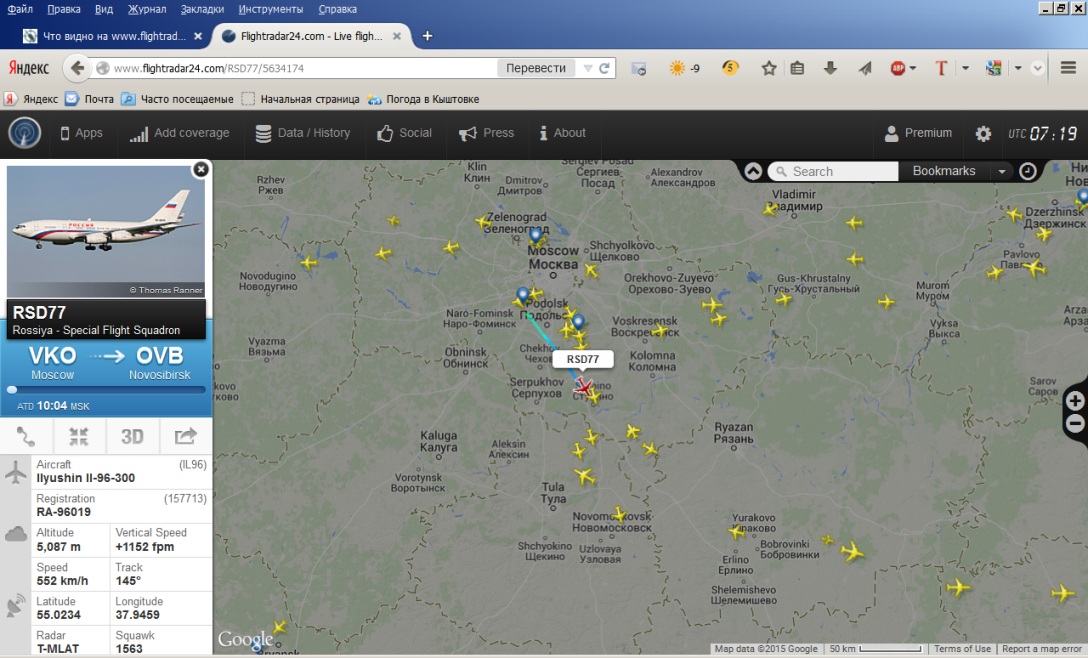 Файл Правка Вид Журнал Закладки Инструменты Справка
Что видно на www.flightrad...
Flightradar24.com - Live fligh...
Яндекс
www.flightradar24.com/RSD77/5634174
Перевести
-9
5
ABP
T
Яндекс Почта Часто посещаемые Начальная страница Погода в Кыштовке
Apps Add coverage Data / History Social Press About Premium UTC 07:19
Search Bookmarks
© Thomas Ranner
RSD77
Rossiya - Special Flight Squadron
VKO OVB
Moscow Novosibirsk
ATD 10:04 MSK
3D
Aircraft (IL96)
Ilyushin Il-96-300
Registration (157713)
RA-96019
Altitude Vertical Speed
5,087 m +1152 fpm
Speed Track
552 km/h 145°
Latitude Longitude
55.0234 37.9459
Radar Squawk
T-MLAT 1563
Rzhev
Ржев
Klin
Клин
Dmitrov
Дмитров
Sergiev Posad
Сергиев
Посад
Alexandrov
Александров
Vladimir
Владимир
Dzerzhinsk
Дзержинск
Zelenograd
Зеленоград
Moscow
Москва
Shchyolkovo
Щелково
Orekhovo-Zuyevo
Орехово-Зуево
Gus-Khrustalny
Гусь-Хрустальный
Pavlovo
Novodugino
Новодугино
Murom
Муром
Naro-Fominsk
Наро-Фоминск
Podolsk
Подольск
Voskresensk
Воскресенск
Vyksa
Выкса
Vyazma
Вязьма
Obninsk
Обнинск
RSD77
Kolomna
Коломна
Serpukhov
Серпухов
Sarov
Саров
Kaluga
Калуга
Aleksin
Алексин
Ryazan
Рязань
Vorotynsk
Воротынск
Tula
Тула
Novomoskovsk
Новомосковск
Shchyokino
Щекино
Uzlovaya
Узловая
Yurakovo
Юраково
Bobrovinki
Бобровинки
Erlino
Ерлино
Shelemishevo
Шелемишево
Google
Map data ©2015 Google 50 km Terms of Use Report a map error